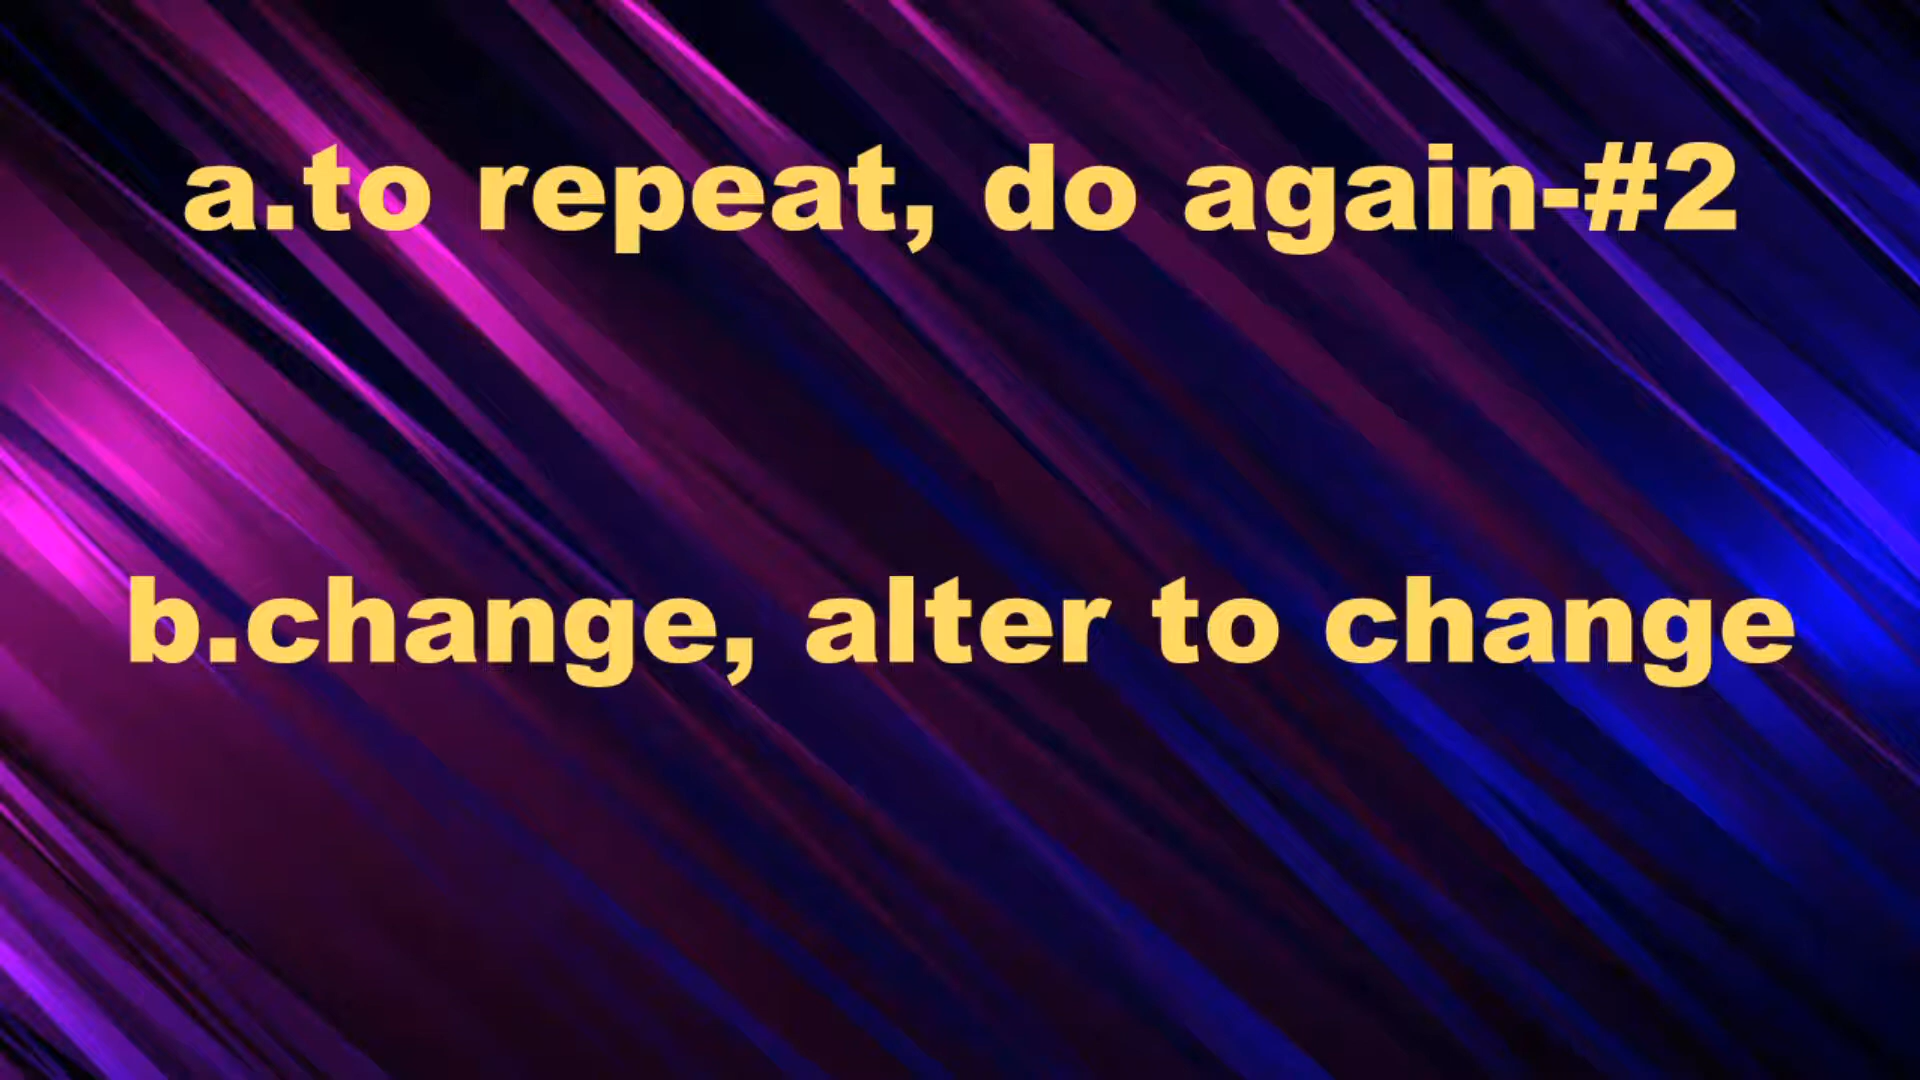 a.to repeat, do again-#2
b.change, alter to change